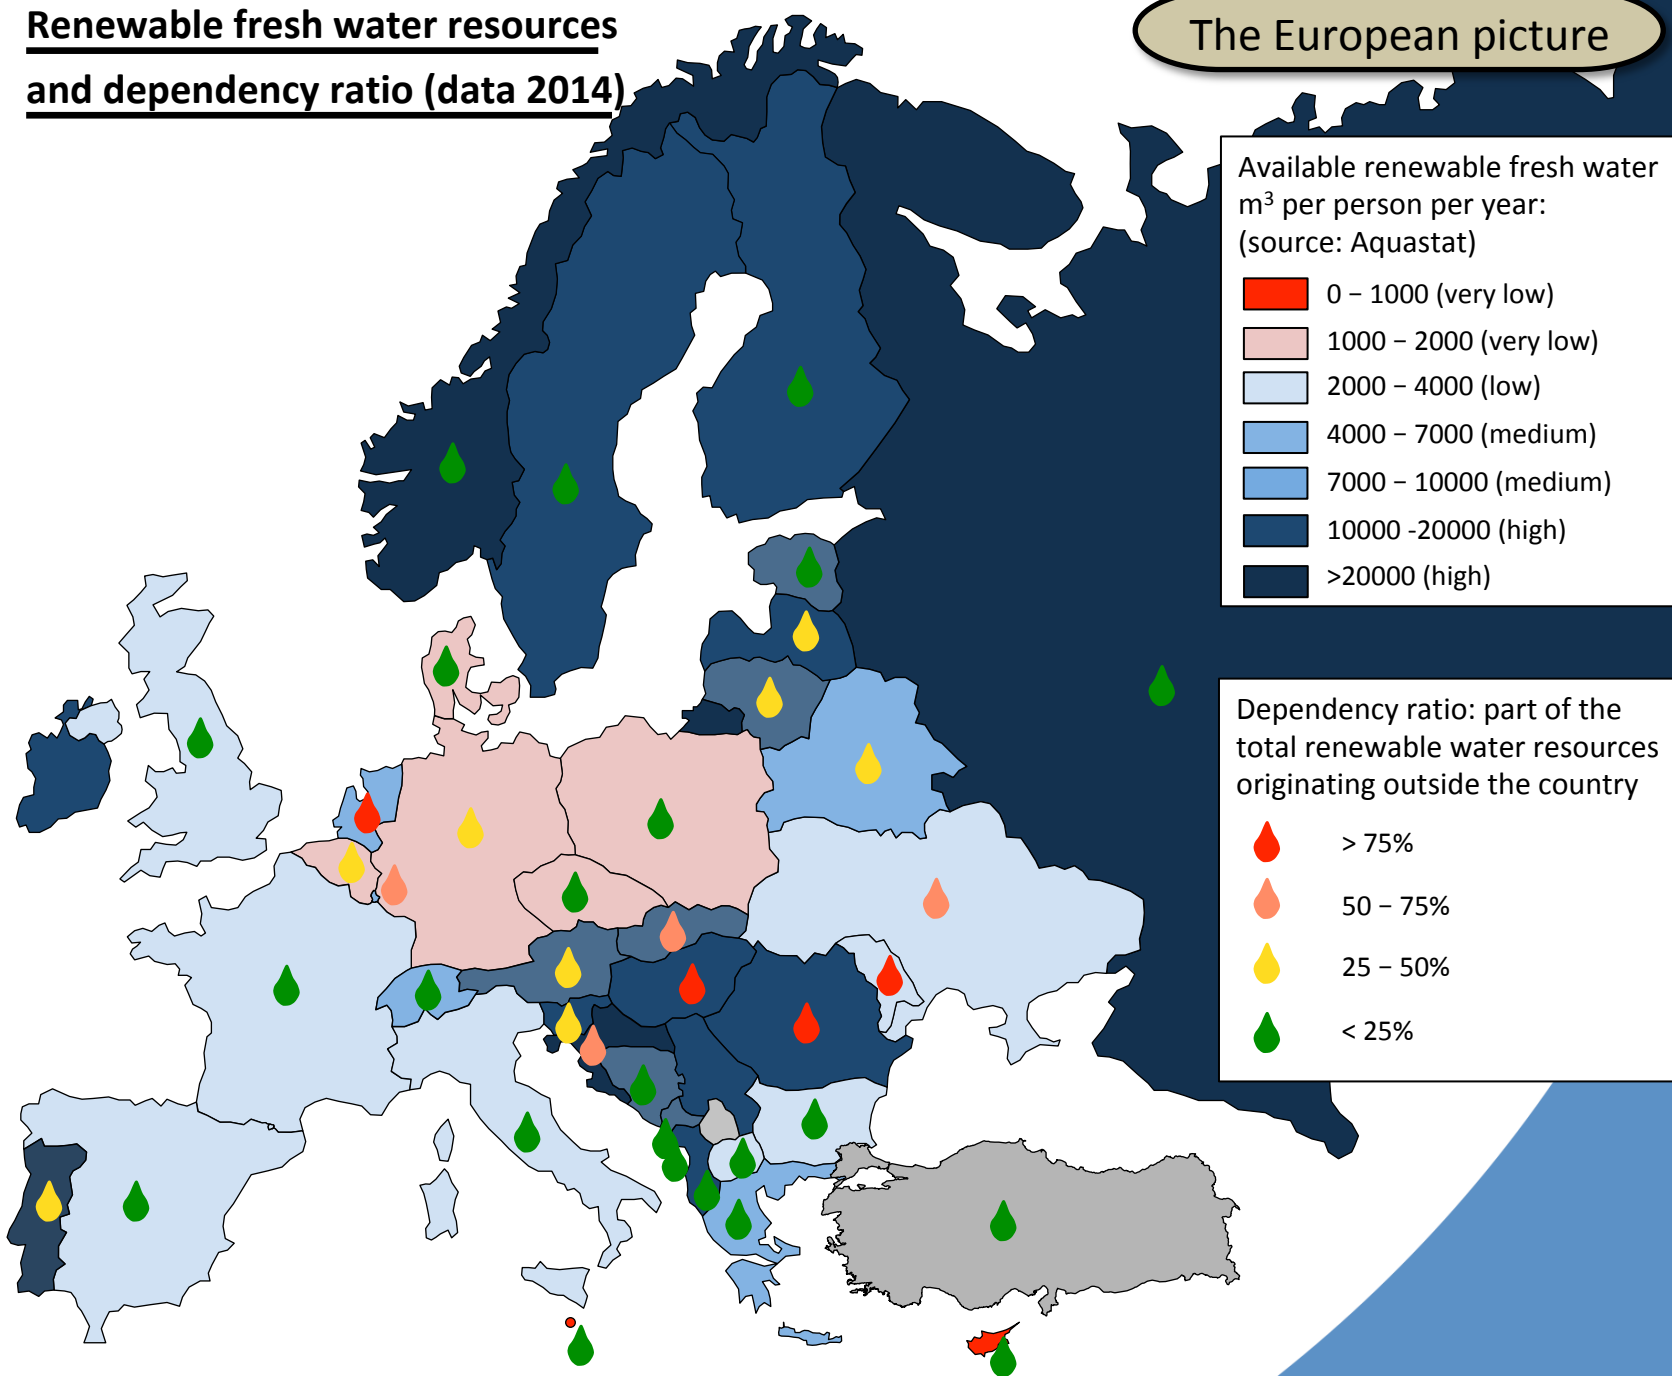 Renewable fresh water resources
and dependency ratio (data 2014)
The European picture
Available renewable fresh water
m³ per person per year:
(source: Aquastat)
0 – 1000 (very low)
1000 – 2000 (very low)
2000 – 4000 (low)
4000 – 7000 (medium)
7000 – 10000 (medium)
10000 -20000 (high)
>20000 (high)
Dependency ratio: part of the
total renewable water resources
originating outside the country
> 75%
50 – 75%
25 – 50%
< 25%